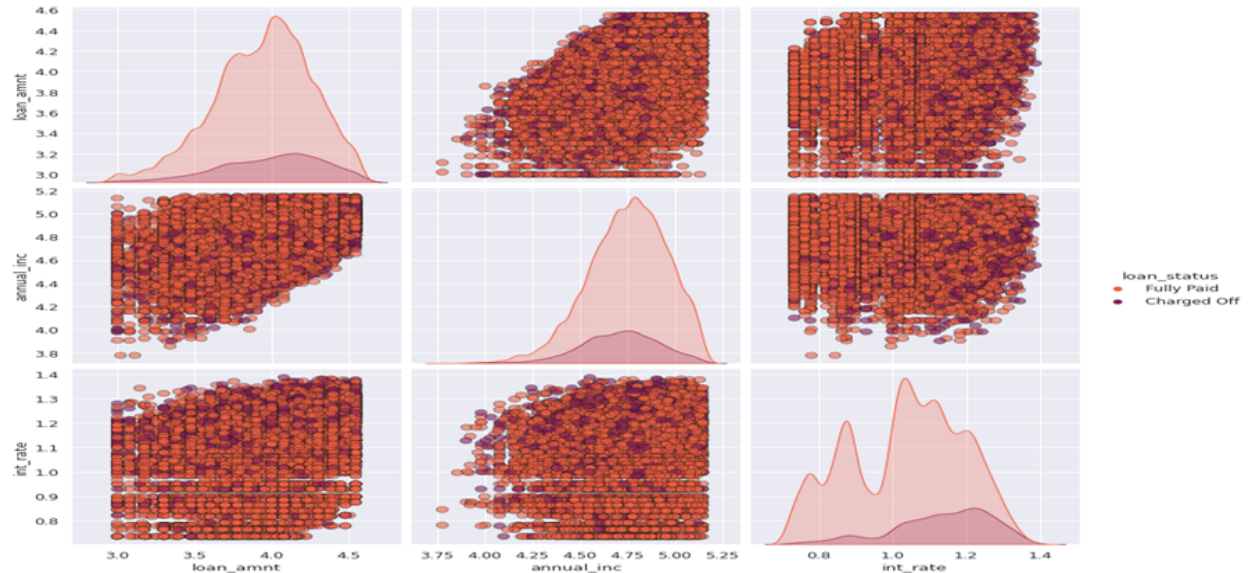 4.6
4.4
4.2
4.0
3.8
3.6
3.4
3.2
3.0
loan_amnt
5.2
5.0
4.8
4.6
4.4
4.2
4.0
3.8
annual_inc
loan_status
Fully Paid
Charged Off
1.4
1.3
1.2
1.1
1.0
0.9
0.8
int_rate
3.0 3.5 4.0 4.5
loan_amnt
3.75 4.00 4.25 4.50 4.75 5.00 5.25
annual_inc
0.8 1.0 1.2 1.4
int_rate